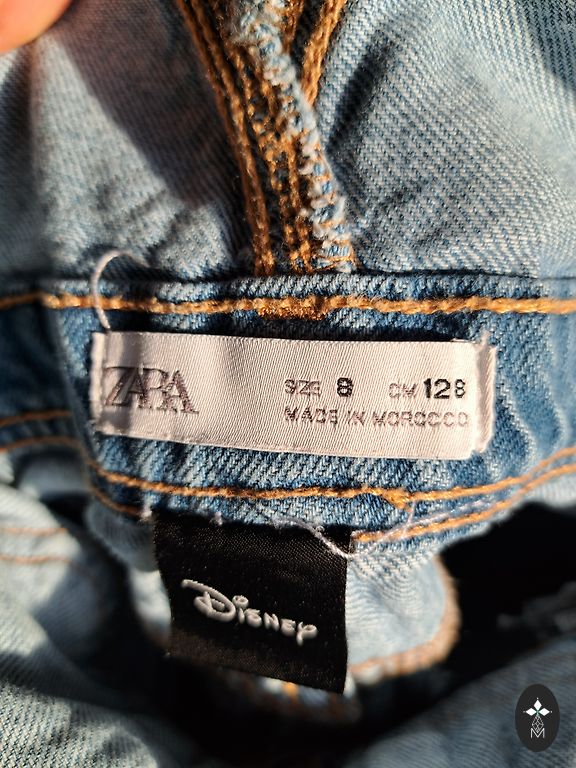 ZARA
SIZE 8 CM 128
MADE IN MOROCCO
Disney
M